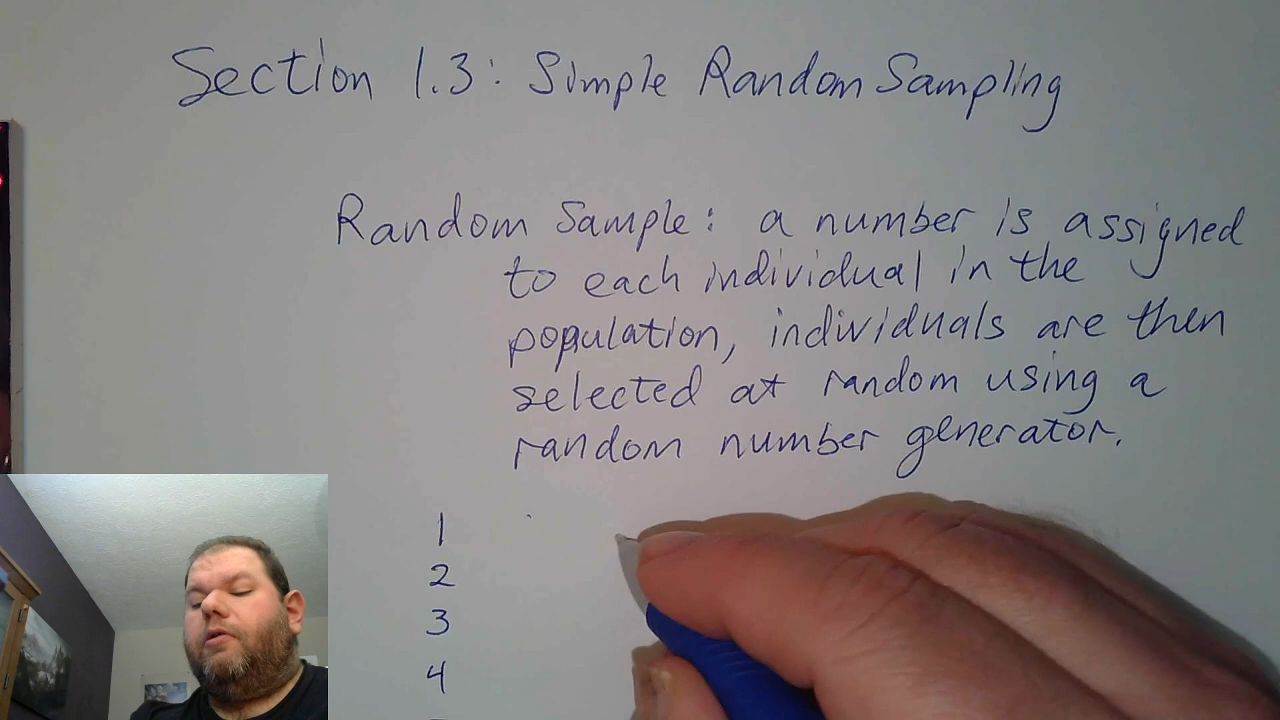 Section 1.3: Simple Random Sampling
Random Sample: a number is assigned
to each individual in the
population, individuals are then
selected at random using a
random number generator.
1
2
3
4